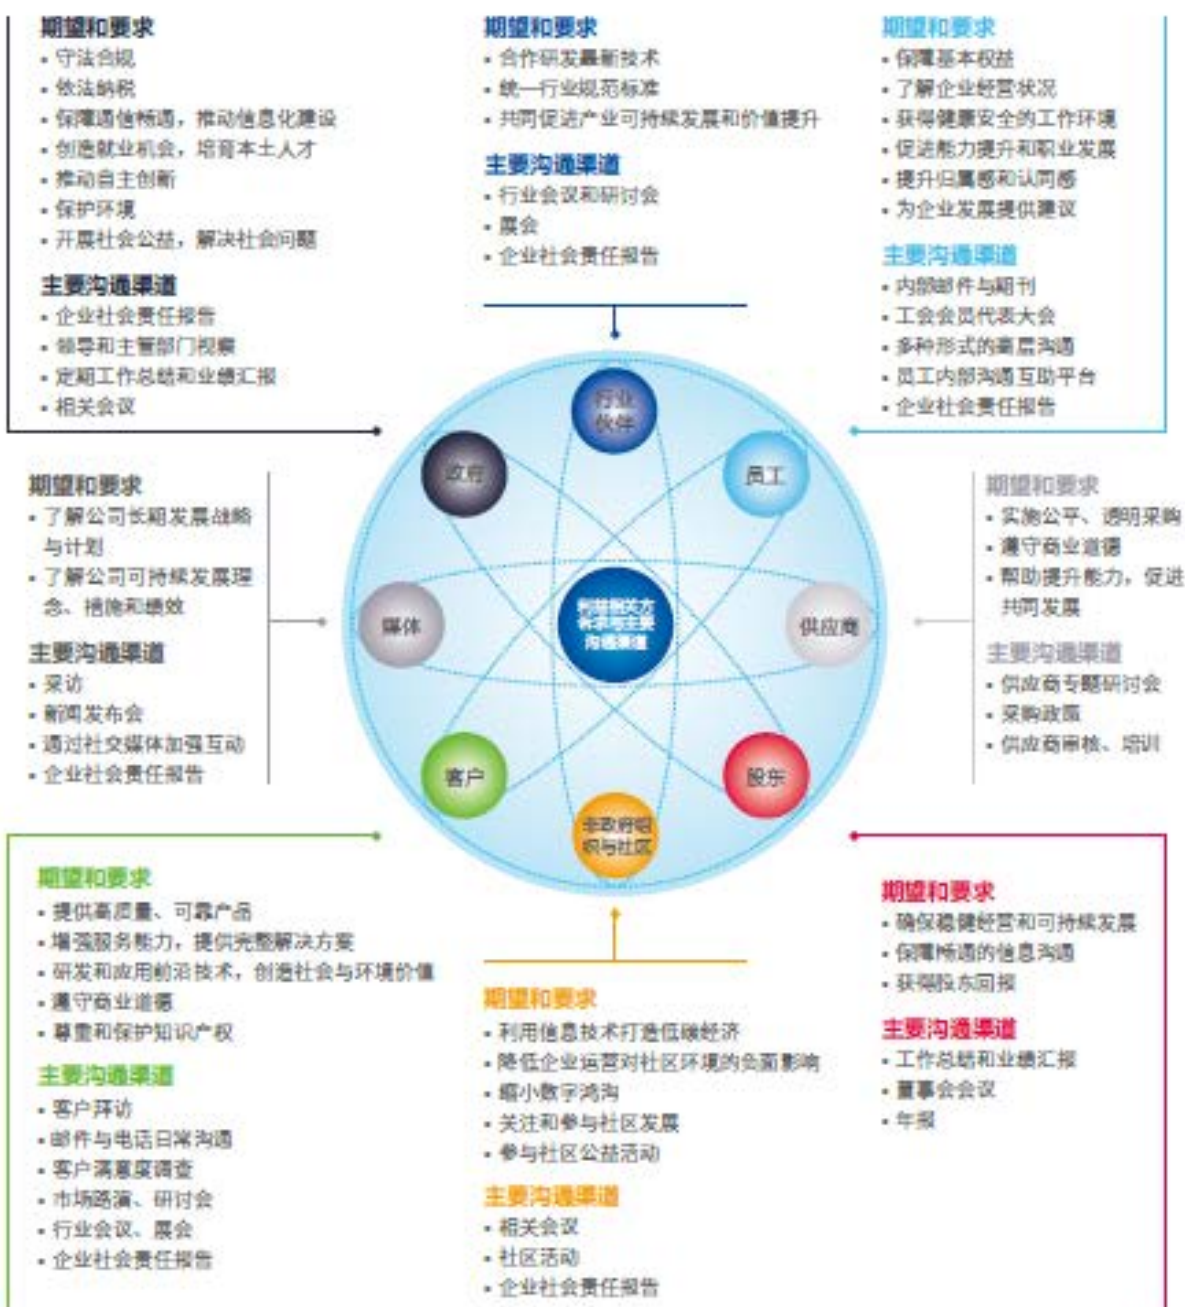 期望和要求
• 守法合规
• 依法纳税
• 保障通信畅通，推动信息化建设
• 创造就业机会，培育本土人才
• 推动自主创新
• 保护环境
• 开展社会公益，解决社会问题
主要沟通渠道
• 企业社会责任报告
• 领导和主管部门视察
• 定期工作总结和业绩汇报
• 相关会议
期望和要求
• 合作研发最新技术
• 统一行业规范标准
• 共同促进产业可持续发展和价值提升
主要沟通渠道
• 行业会议和研讨会
• 展会
• 企业社会责任报告
期望和要求
• 保障基本权益
• 了解企业经营状况
• 获得健康安全的工作环境
• 促进能力提升和职业发展
• 提升归属感和认同感
• 为企业发展提供建议
主要沟通渠道
• 内部邮件与期刊
• 工会会员代表大会
• 多种形式的高层沟通
• 员工内部沟通互助平台
• 企业社会责任报告
行业
伙伴
政府
员工
媒体
利益相关方
诉求与主要
沟通渠道
供应商
客户
股东
非政府组
织与社区
期望和要求
• 了解公司长期发展战略
与计划
• 了解公司可持续发展理
念、措施和绩效
主要沟通渠道
• 采访
• 新闻发布会
• 通过社交媒体加强互动
• 企业社会责任报告
期望和要求
• 实施公平、透明采购
• 遵守商业道德
• 帮助提升能力，促进
共同发展
主要沟通渠道
• 供应商专题研讨会
• 采购政策
• 供应商审核、培训
期望和要求
• 提供高质量、可靠产品
• 增强服务能力，提供完整解决方案
• 研发和应用前沿技术，创造社会与环境价值
• 遵守商业道德
• 尊重和保护知识产权
主要沟通渠道
• 客户拜访
• 邮件与电话日常沟通
• 客户满意度调查
• 市场路演、研讨会
• 行业会议、展会
• 企业社会责任报告
期望和要求
• 利用信息技术打造低碳经济
• 降低企业运营对社区环境的负面影响
• 缩小数字鸿沟
• 关注和参与社区发展
• 参与社区公益活动
主要沟通渠道
• 相关会议
• 社区活动
• 企业社会责任报告
期望和要求
• 确保稳健经营和可持续发展
• 保障畅通的信息沟通
• 获得股东回报
主要沟通渠道
• 工作总结和业绩汇报
• 董事会会议
• 年报